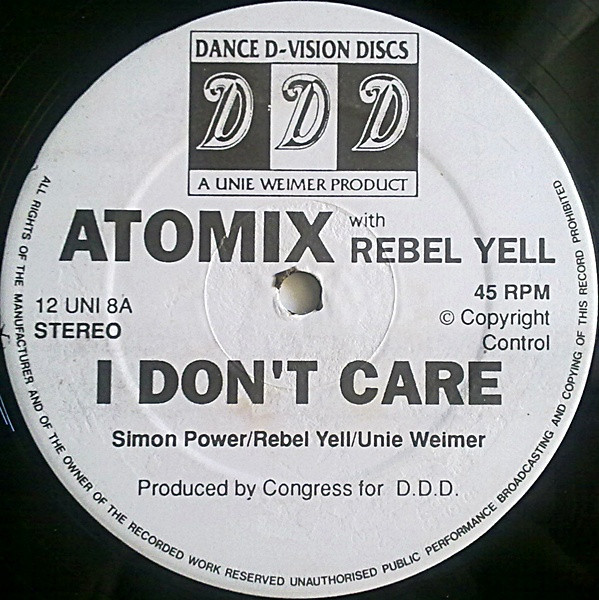 DANCE D-VISION DISCS
D D D
A UNIE WEIMER PRODUCT
ATOMIX with REBEL YELL
12 UNI 8A
STEREO
45 RPM
© Copyright
Control
I DON'T CARE
Simon Power/Rebel Yell/Unie Weimer
Produced by Congress for D.D.D.
ALL RIGHTS OF THE MANUFACTURER AND OF THE OWNER OF THE RECORDED WORK RESERVED UNAUTHORISED PUBLIC PERFORMANCE BROADCASTING AND COPYING OF THIS RECORD PROHIBITED